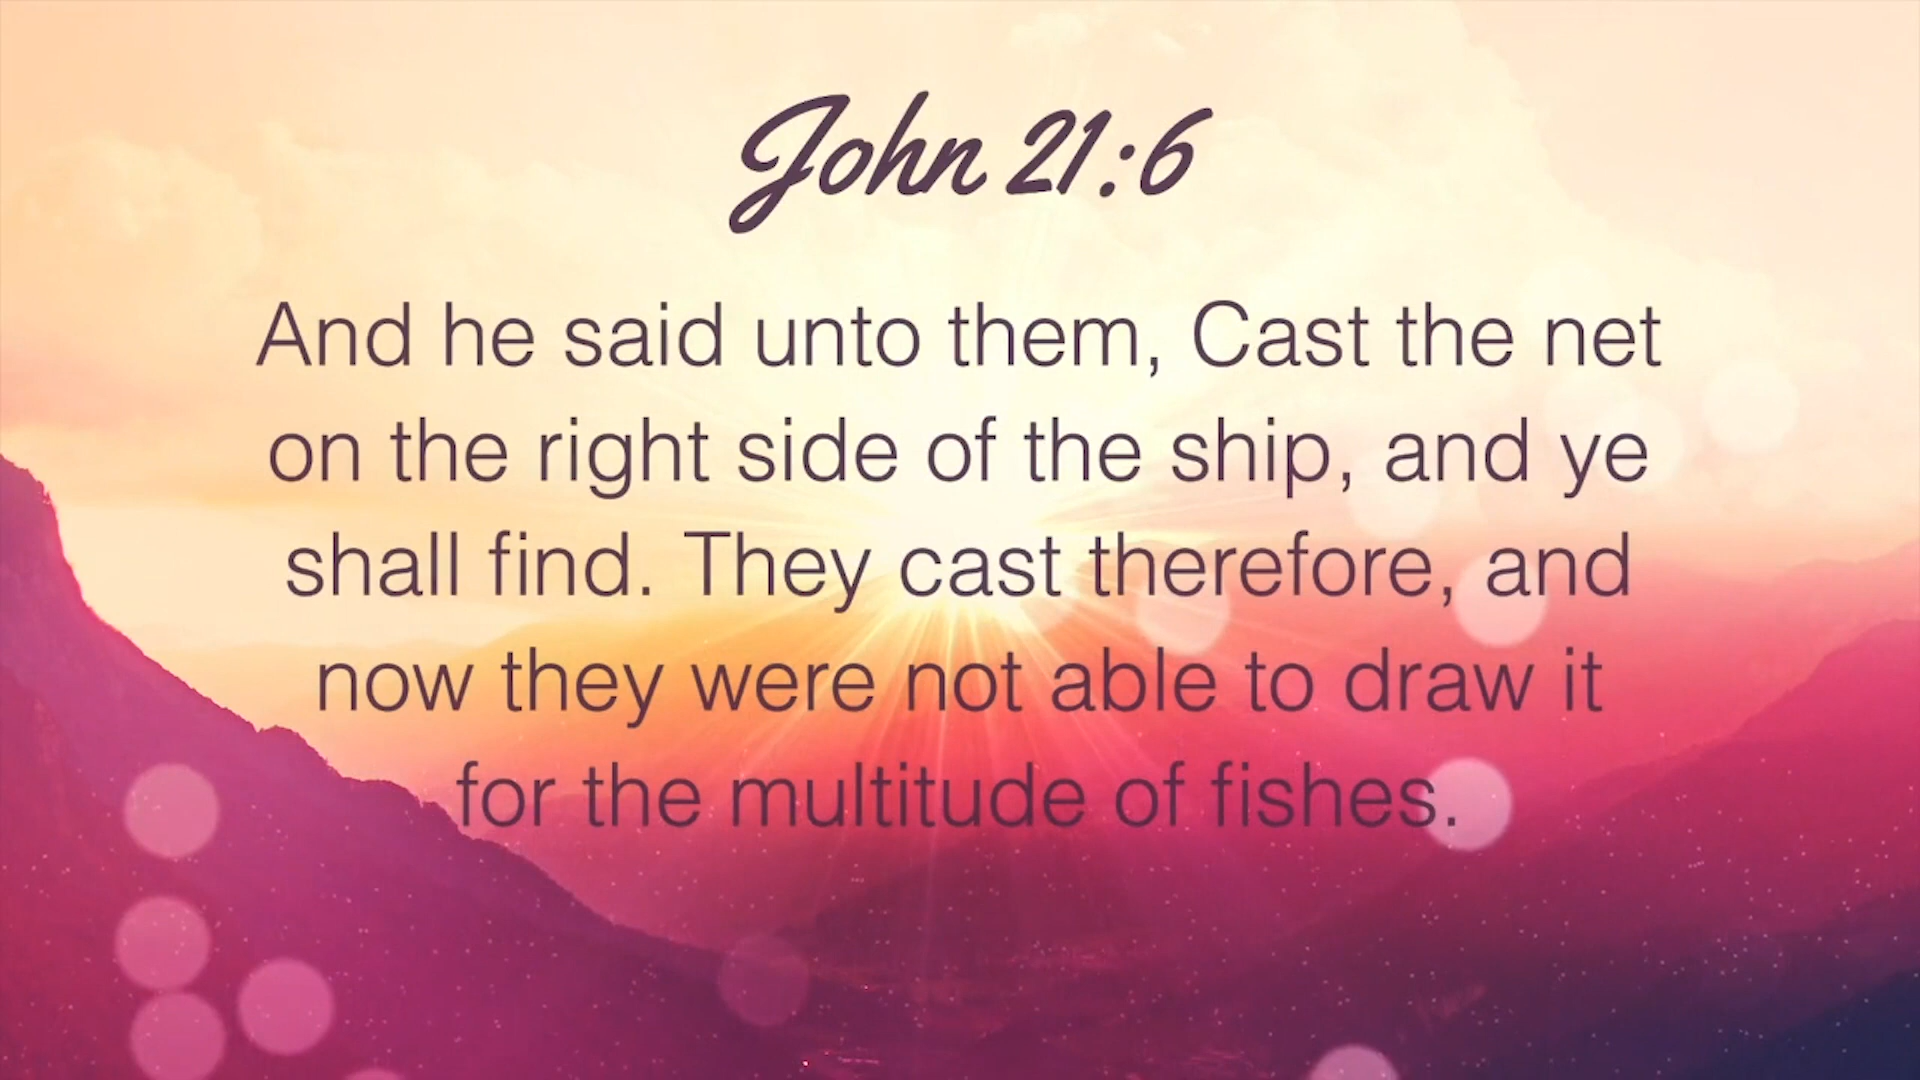 John 21:6
And he said unto them, Cast the net
on the right side of the ship, and ye
shall find. They cast therefore, and
now they were not able to draw it
for the multitude of fishes.